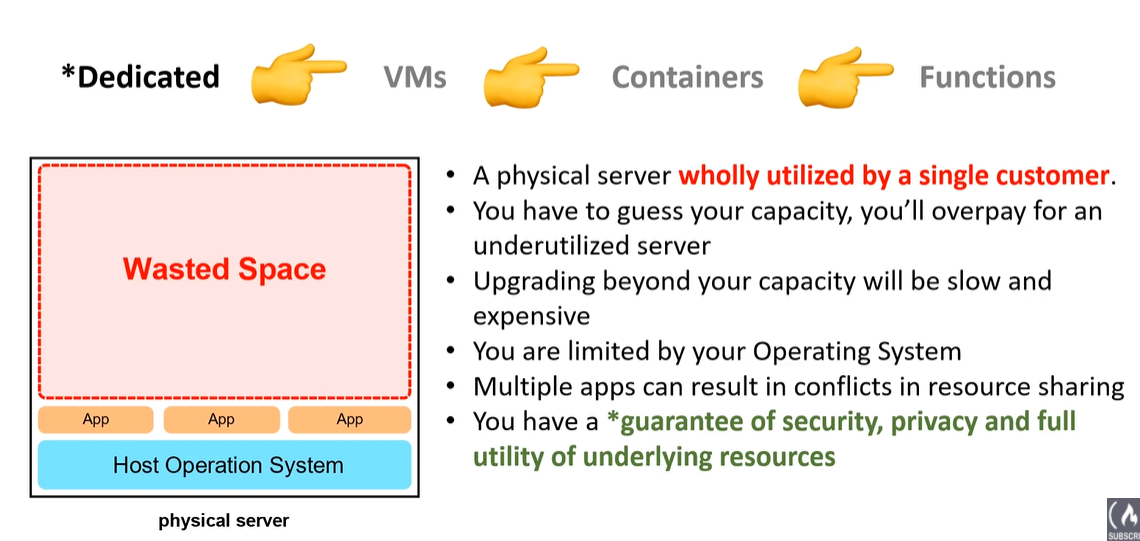 *Dedicated VMs Containers Functions
Wasted Space
App App App
Host Operation System
physical server
• A physical server wholly utilized by a single customer.
• You have to guess your capacity, you’ll overpay for an
underutilized server
• Upgrading beyond your capacity will be slow and
expensive
• You are limited by your Operating System
• Multiple apps can result in conflicts in resource sharing
• You have a *guarantee of security, privacy and full
utility of underlying resources
SUBSCR